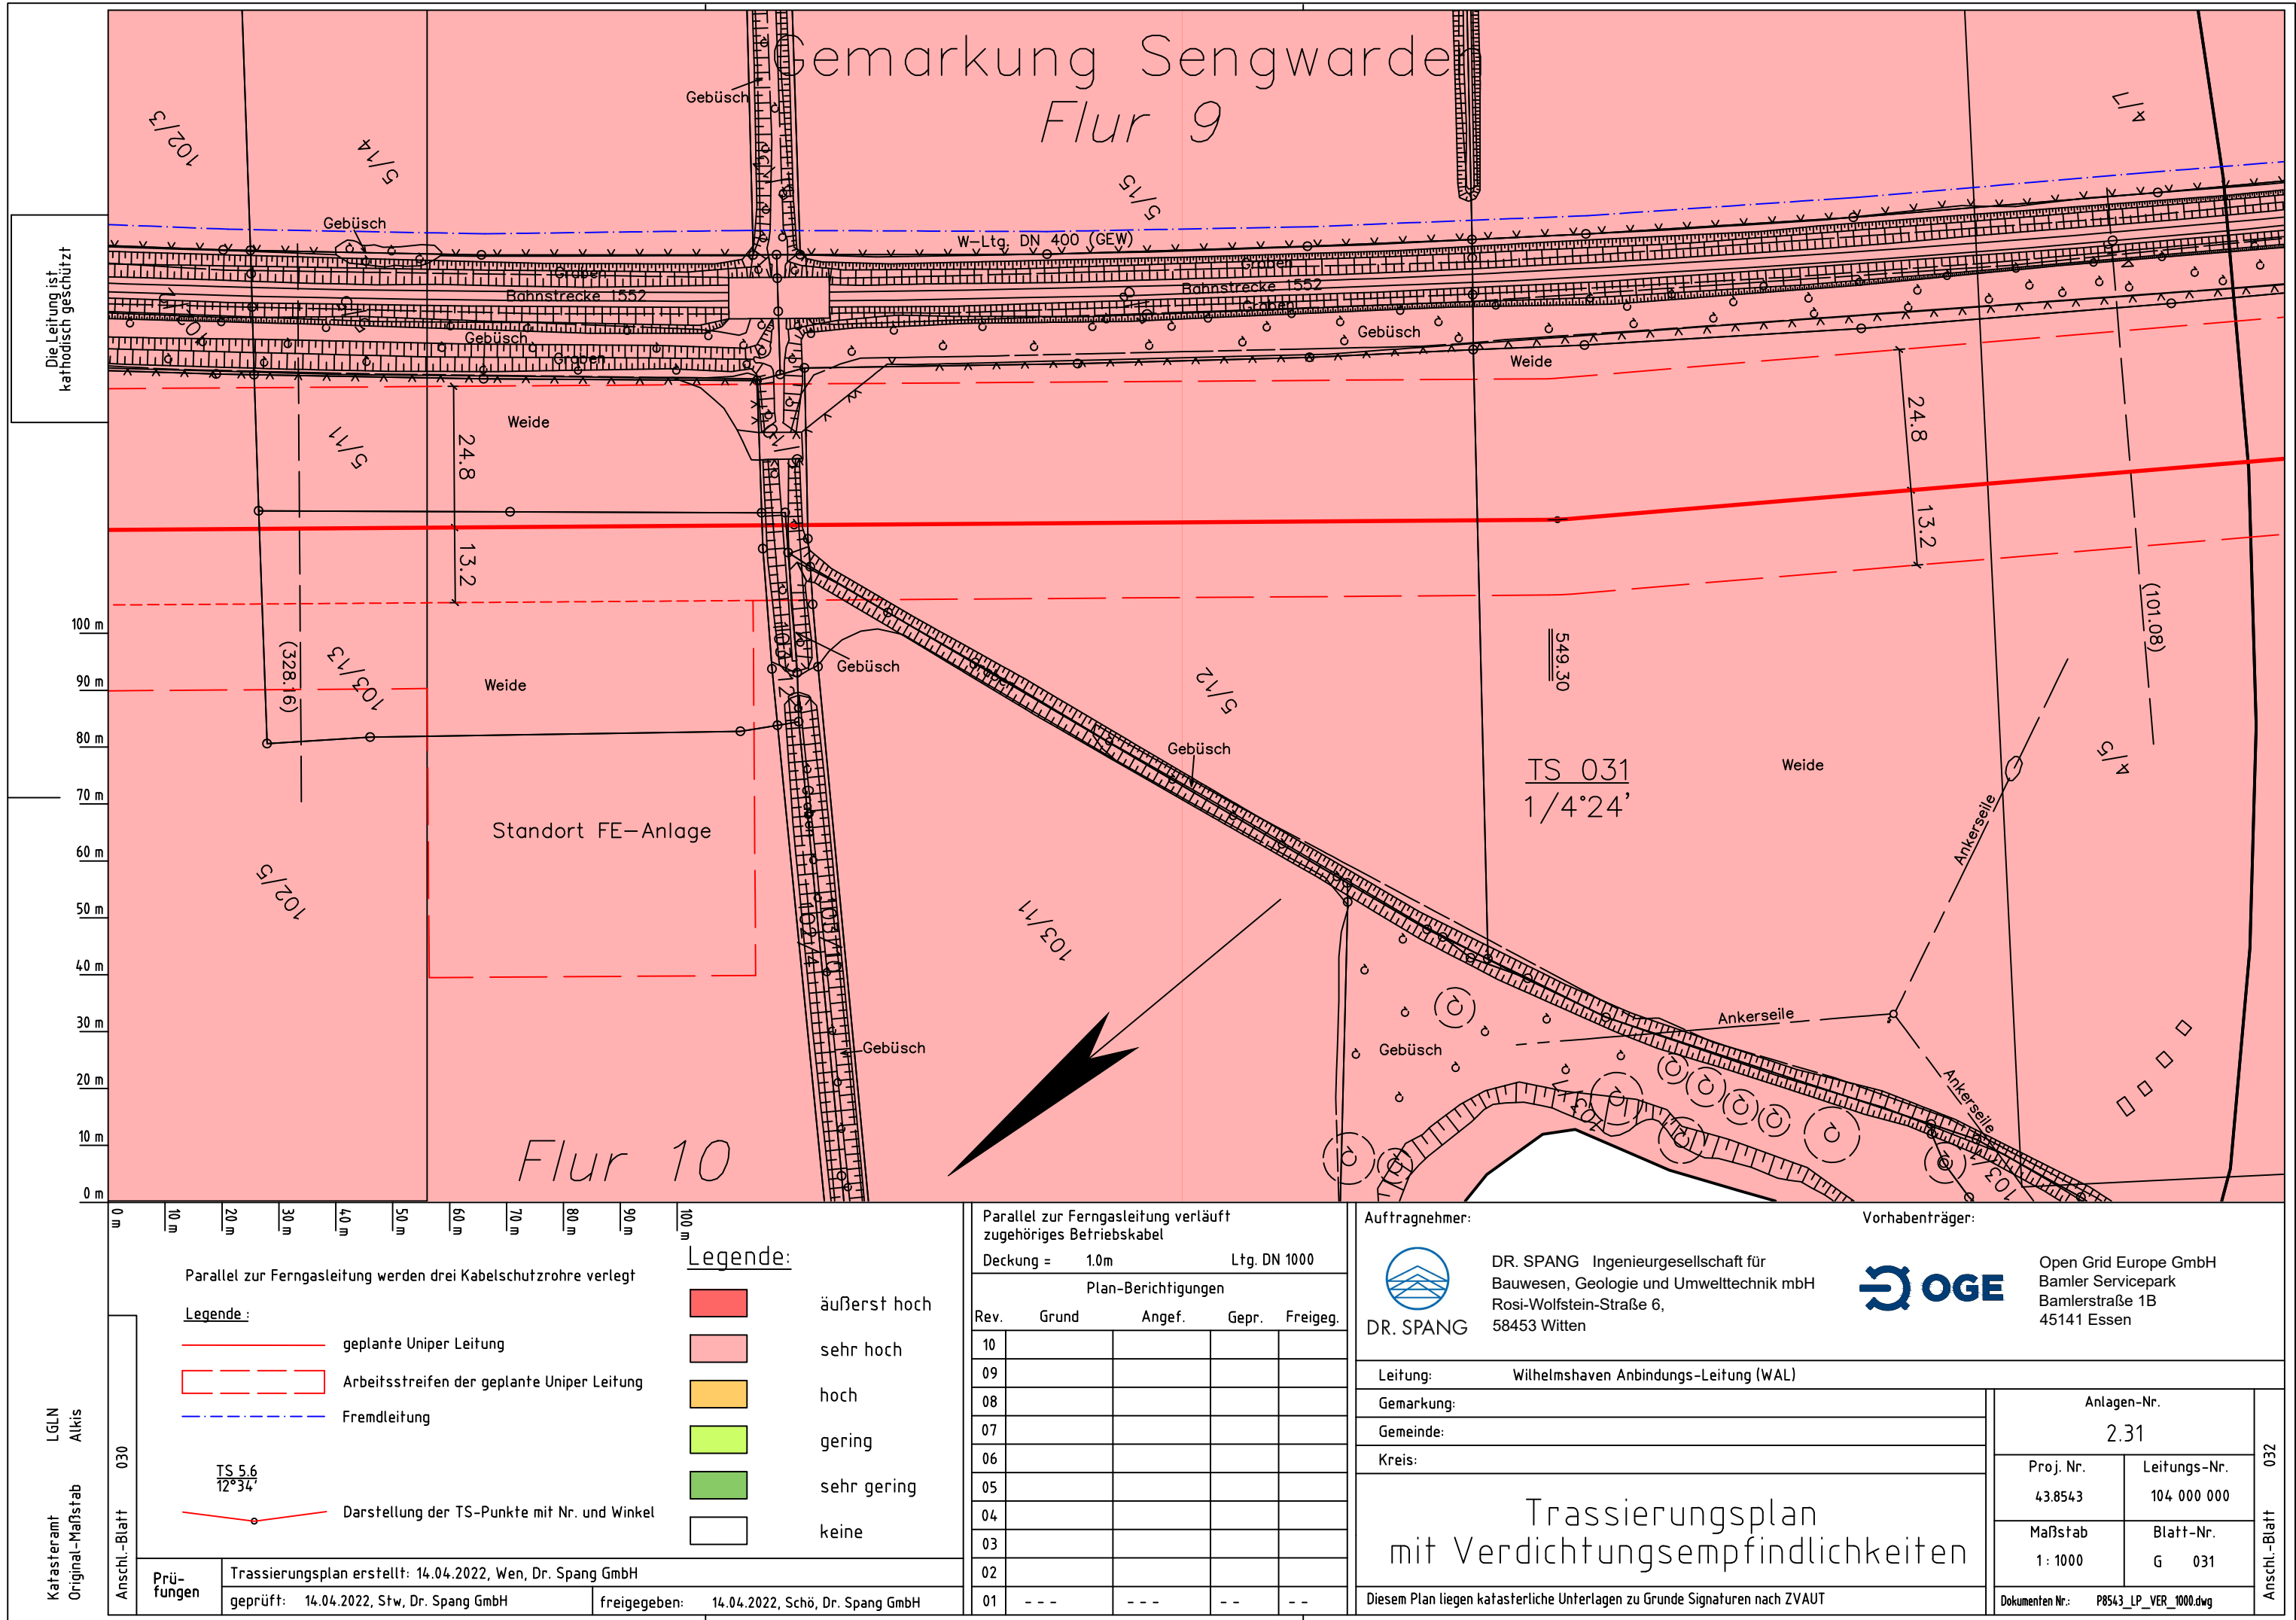 Gemarkung Sengwarden
Flur 9
Gebüsch
102/3
5/14
5/15
4/7
Gebüsch
W-Ltg. DN 400 (GEW)
Graben
Graben
Bahnstrecke 1552
Bahnstrecke 1552
Graben
Gebüsch
Gebüsch
Graben
Weide
Weide
5/11
24.8
24.8
13.2
13.2
Die Leitung ist
kathodisch geschützt
(328.16)
103/13
Weide
Gebüsch
Graben
5/12
549.30
(101.08)
Gebüsch
TS 031
1/4°24'
Weide
4/5
Standort FE-Anlage
Graben
Ankerseile
102/5
102/4
103/11
Ankerseile
Gebüsch
Gebüsch
Ankerseile
Flur 10
103/1
100 m
90 m
80 m
70 m
60 m
50 m
40 m
30 m
20 m
10 m
0 m
0 m
10 m
20 m
30 m
40 m
50 m
60 m
70 m
80 m
90 m
100 m
Parallel zur Ferngasleitung werden drei Kabelschutzrohre verlegt
Legende :
geplante Uniper Leitung
Arbeitsstreifen der geplante Uniper Leitung
Fremdleitung
TS 5.6
12°34'
Darstellung der TS-Punkte mit Nr. und Winkel
Legende:
äußerst hoch
sehr hoch
hoch
gering
sehr gering
keine
Katasteramt LGLN
Original-Maßstab Alkis
Anschl.-Blatt 030
Prü-
fungen
Trassierungsplan erstellt: 14.04.2022, Wen, Dr. Spang GmbH
geprüft: 14.04.2022, Stw, Dr. Spang GmbH
freigegeben: 14.04.2022, Schö, Dr. Spang GmbH
Parallel zur Ferngasleitung verläuft
zugehöriges Betriebskabel
Deckung = 1.0m Ltg. DN 1000
Plan-Berichtigungen
Rev. Grund Angef. Gepr. Freigeg.
10
09
08
07
06
05
04
03
02
01 --- --- -- --
Auftragnehmer:
DR. SPANG
DR. SPANG Ingenieurgesellschaft für
Bauwesen, Geologie und Umwelttechnik mbH
Rosi-Wolfstein-Straße 6,
58453 Witten
Vorhabenträger:
OGE
Open Grid Europe GmbH
Bamler Servicepark
Bamlerstraße 1B
45141 Essen
Leitung: Wilhelmshaven Anbindungs-Leitung (WAL)
Gemarkung:
Gemeinde:
Kreis:
Trassierungsplan
mit Verdichtungsempfindlichkeiten
Diesem Plan liegen katasterliche Unterlagen zu Grunde Signaturen nach ZVAUT
Anlagen-Nr.
2.31
Proj. Nr.
43.8543
Leitungs-Nr.
104 000 000
Maßstab
1 : 1000
Blatt-Nr.
G 031
Dokumenten Nr.: P8543_LP_VER_1000.dwg
Anschl.-Blatt 032